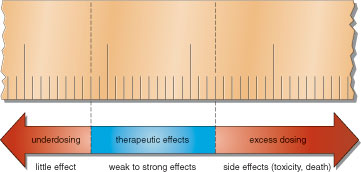 underdosing therapeutic effects excess dosing
little effect weak to strong effects side effects (toxicity, death)